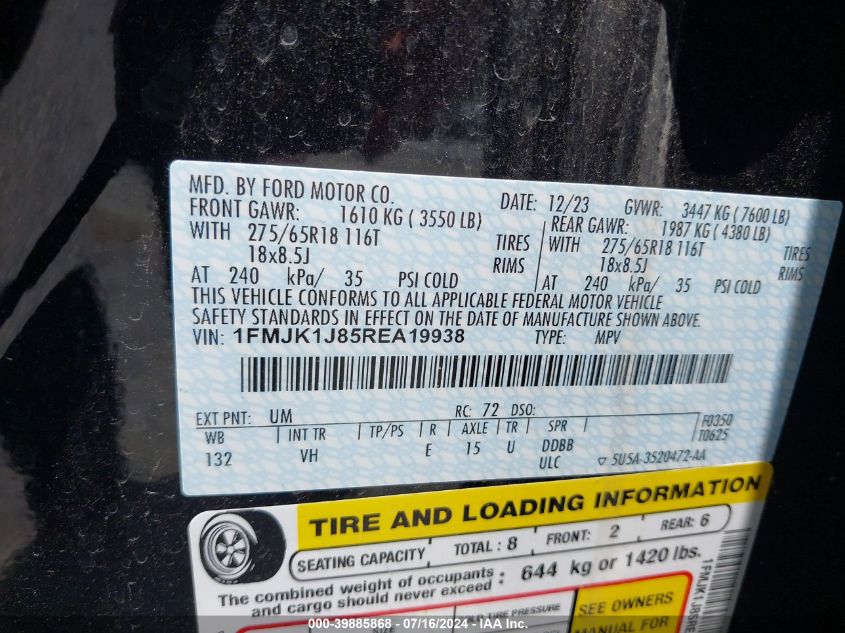 MFD. BY FORD MOTOR CO. DATE: 12/23 GVWR: 3447 KG ( 7600 LB)
FRONT GAWR: 1610 KG ( 3550 LB) REAR GAWR: 1987 KG ( 4380 LB)
WITH 275/65R18 116T TIRES WITH 275/65R18 116T TIRES
18x8.5J RIMS 18x8.5J RIMS
AT 240 kPa/ 35 PSI COLD AT 240 kPa/ 35 PSI COLD
THIS VEHICLE CONFORMS TO ALL APPLICABLE FEDERAL MOTOR VEHICLE
SAFETY STANDARDS IN EFFECT ON THE DATE OF MANUFACTURE SHOWN ABOVE.
VIN: 1FMJK1J85REA19938 TYPE: MPV
EXT PNT: UM RC: 72 DSO:
WB INT TR TP/PS R AXLE TR SPR F0350
132 VH E 15 U DDBB T0625
ULC ▽ 5U5A-3520472-AA
TIRE AND LOADING INFORMATION
SEATING CAPACITY TOTAL : 8 FRONT: 2 REAR: 6
The combined weight of occupants and cargo should never exceed : 644 kg or 1420 lbs.
TIRE PRESSURE
SEE OWNERS
MANUAL FOR
000-39885868 07/16/2024 IAA Inc.